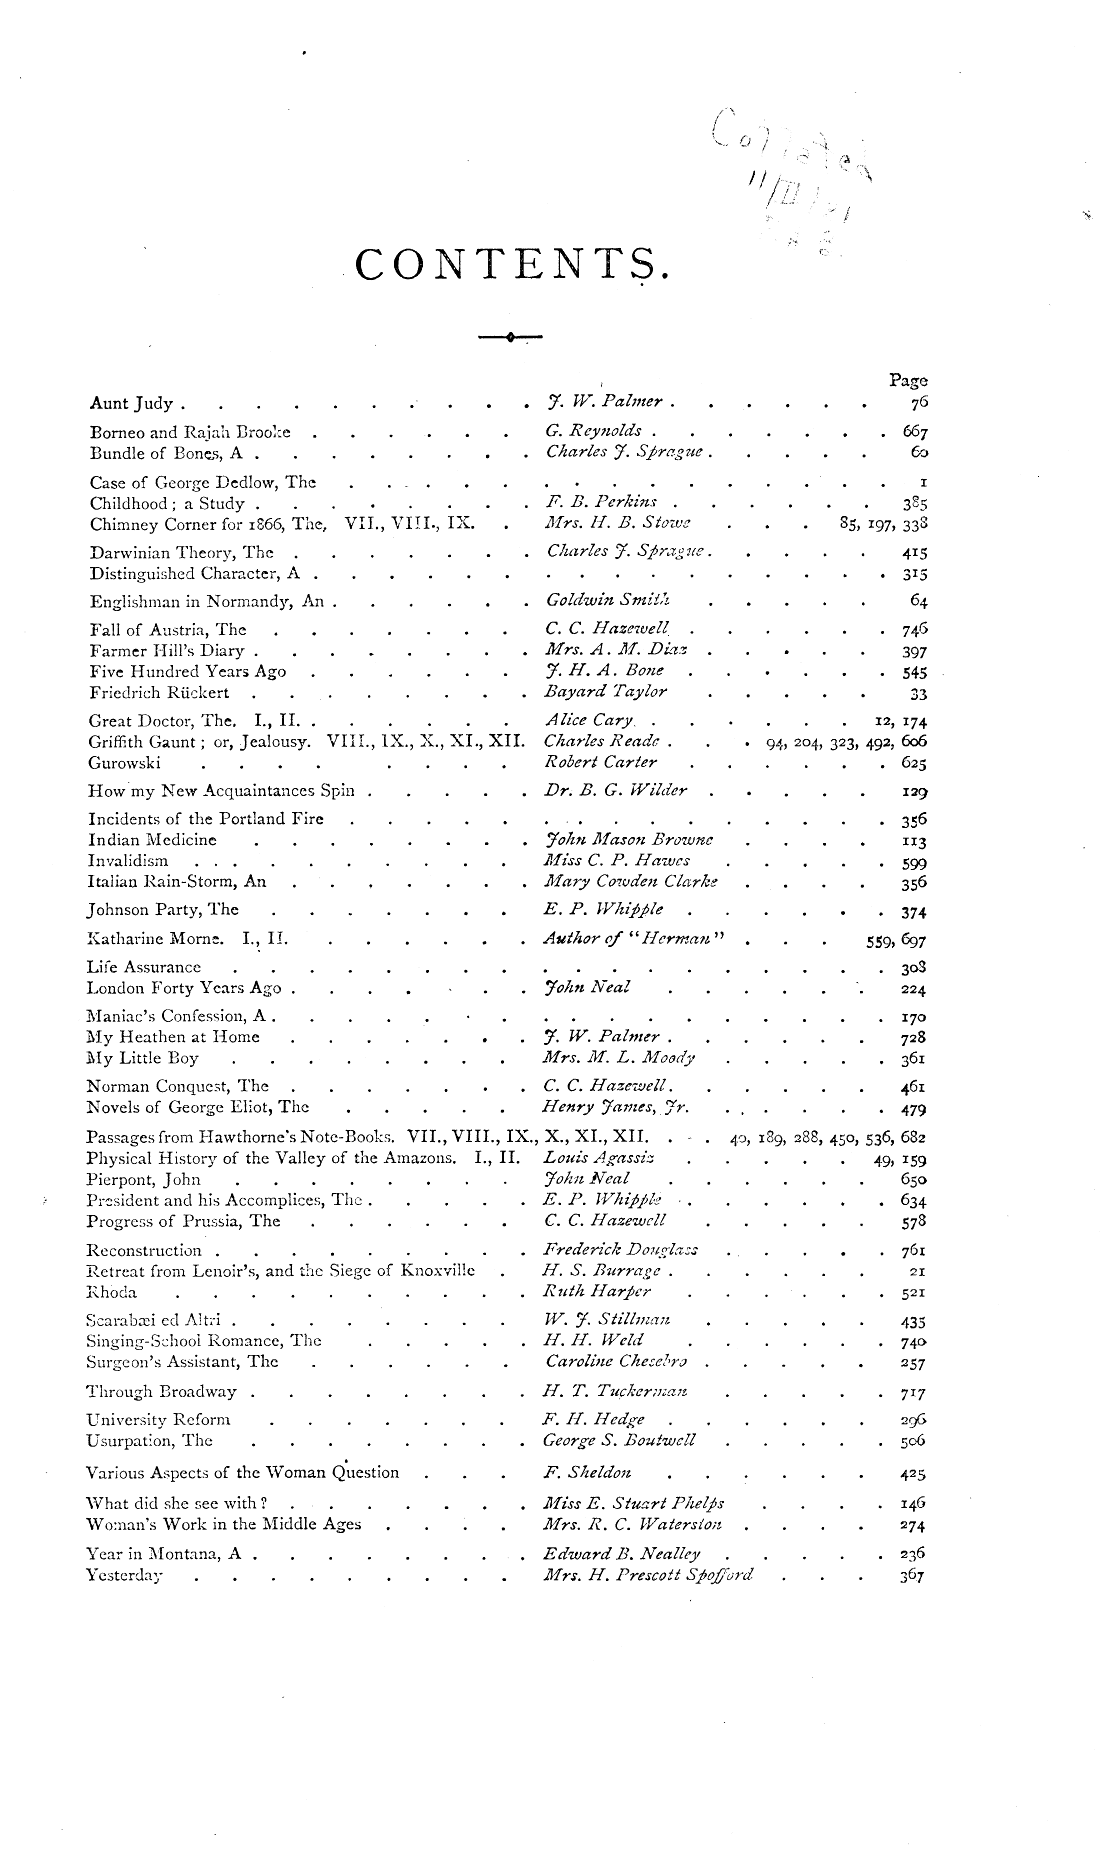 CONTENTS.
Page
Aunt Judy . . . . . . . . . . J. W. Palmer . . . . . . 76
Borneo and Rajah Brooke . . . . . . G. Reynolds . . . . . . . 667
Bundle of Bones, A . . . . . . . . Charles J. Sprague . . . . . 60
Case of George Dedlow, The . . . . . . . . . . . . . . . 1
Childhood ; a Study . . . . . . . . F. B. Perkins . . . . . . 385
Chimney Corner for 1866, The, VII., VIII., IX. . Mrs. H. B. Stowe . . . 85, 197, 338
Darwinian Theory, The . . . . . . . Charles J. Sprague . . . . . 415
Distinguished Character, A . . . . . . . . . . . . . . . . 315
Englishman in Normandy, An . . . . . . Goldwin Smith . . . . . 64
Fall of Austria, The . . . . . . . C. C. Hazewell . . . . . . 746
Farmer Hill's Diary . . . . . . . . Mrs. A. M. Diaz . . . . . 397
Five Hundred Years Ago . . . . . . J. H. A. Bone . . . . . . 545
Friedrich Rückert . . . . . . . . Bayard Taylor . . . . . 33
Great Doctor, The. I., II. . . . . . . Alice Cary . . . . . . . 12, 174
Griffith Gaunt ; or, Jealousy. VIII., IX., X., XI., XII. Charles Reade . . . 94, 204, 323, 492, 606
Gurowski . . . . . . . . Robert Carter . . . . . . 625
How my New Acquaintances Spin . . . . . Dr. B. G. Wilder . . . . . 129
Incidents of the Portland Fire . . . . . . . . . . . . . . . 356
Indian Medicine . . . . . . . . John Mason Browne . . . . 113
Invalidism . . . . . . . . . . Miss C. P. Hawes . . . . . 599
Italian Rain-Storm, An . . . . . . . Mary Cowden Clarke . . . . 356
Johnson Party, The . . . . . . . E. P. Whipple . . . . . . 374
Katharine Morne. I., II. . . . . . . Author of "Herman" . . . 559, 697
Life Assurance . . . . . . . . . . . . . . . . . . 308
London Forty Years Ago . . . . . . . John Neal . . . . . . 224
Maniac's Confession, A . . . . . . . . . . . . . . . . . 170
My Heathen at Home . . . . . . . J. W. Palmer . . . . . . 728
My Little Boy . . . . . . . . Mrs. M. L. Moody . . . . . 361
Norman Conquest, The . . . . . . . C. C. Hazewell . . . . . . 461
Novels of George Eliot, The . . . . . Henry James, Jr. . . . . . 479
Passages from Hawthorne's Note-Books. VII., VIII., IX., X., XI., XII. . . . 40, 189, 288, 450, 536, 682
Physical History of the Valley of the Amazons. I., II. Louis Agassiz . . . . . 49, 159
Pierpont, John . . . . . . . . John Neal . . . . . . 650
President and his Accomplices, The . . . . . E. P. Whipple . . . . . . 634
Progress of Prussia, The . . . . . . C. C. Hazewell . . . . . 578
Reconstruction . . . . . . . . . Frederick Douglass . . . . . 761
Retreat from Lenoir's, and the Siege of Knoxville . H. S. Burrage . . . . . . 21
Rhoda . . . . . . . . . . Ruth Harper . . . . . . 521
Scarabæi ed Altri . . . . . . . . W. J. Stillman . . . . . 435
Singing-School Romance, The . . . . . H. H. Weld . . . . . . 740
Surgeon's Assistant, The . . . . . . Caroline Chesebro . . . . . 257
Through Broadway . . . . . . . . H. T. Tuckerman . . . . . 717
University Reform . . . . . . . F. H. Hedge . . . . . . 296
Usurpation, The . . . . . . . . George S. Boutwell . . . . . 506
Various Aspects of the Woman Question . . . F. Sheldon . . . . . . 425
What did she see with ? . . . . . . . Miss E. Stuart Phelps . . . . 146
Woman's Work in the Middle Ages . . . . Mrs. R. C. Waterston . . . . 274
Year in Montana, A . . . . . . . . Edward B. Nealley . . . . . 236
Yesterday . . . . . . . . . Mrs. H. Prescott Spofford . . . 367